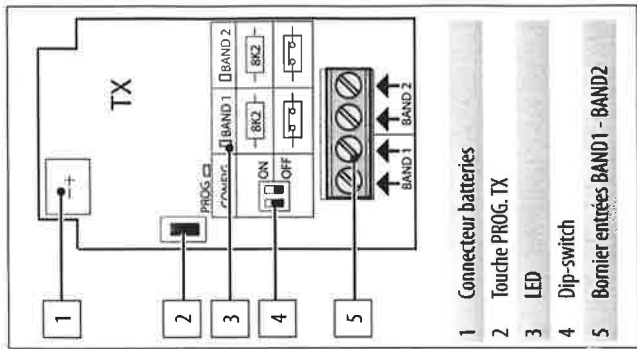 1
2
3
4
5
TX
-+
PROG
CONFIG
BAND 1
BAND 2
8K2
8K2
ON
OFF
BAND 1
BAND 2
1 Connecteur batteries
2 Touche PROG. TX
3 LED
4 Dip-switch
5 Bornier entrées BAND1 - BAND2